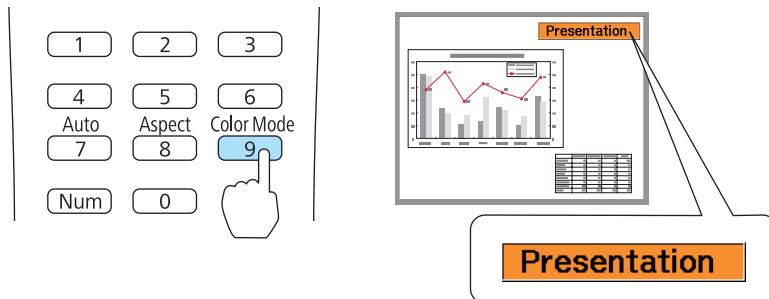 1 2 3
4 5 6
Auto Aspect Color Mode
7 8 9
Num 0
Presentation
Presentation